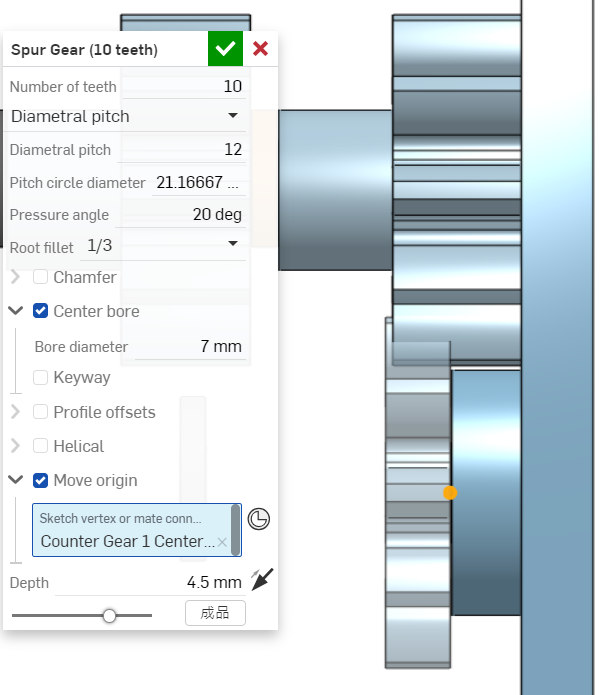 Spur Gear (10 teeth)
Number of teeth 10
Diametral pitch
Diametral pitch 12
Pitch circle diameter 21.16667 ...
Pressure angle 20 deg
Root fillet 1/3
Chamfer
Center bore
Bore diameter 7 mm
Keyway
Profile offsets
Helical
Move origin
Sketch vertex or mate conn...
Counter Gear 1 Center...
Depth 4.5 mm
成品